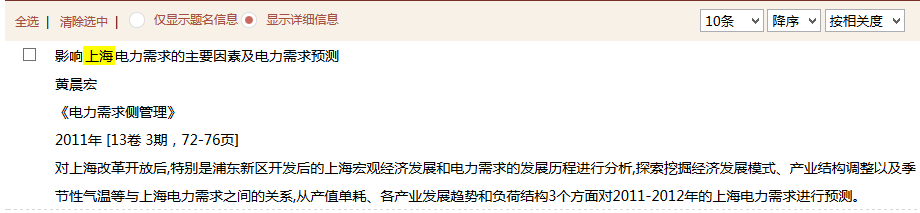 全选 | 清除选中 | 仅显示题名信息 显示详细信息 10条 降序 按相关度
影响上海电力需求的主要因素及电力需求预测
黄晨宏
《电力需求侧管理》
2011年 [13卷 3期，72-76页]
对上海改革开放后,特别是浦东新区开发后的上海宏观经济发展和电力需求的发展历程进行分析,探索挖掘经济发展模式、产业结构调整以及季
节性气温等与上海电力需求之间的关系,从产值单耗、各产业发展趋势和负荷结构3个方面对2011-2012年的上海电力需求进行预测。